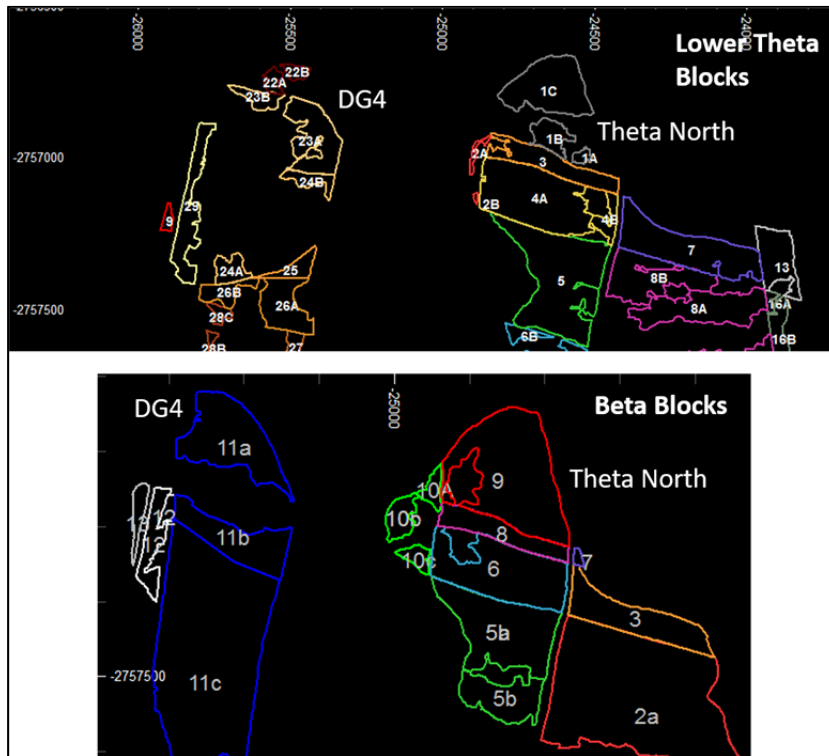 -2756500
-26000
-25500
-25000
-24500
-24000
Lower Theta
Blocks
22B
22A
23B
DG4
1C
Theta North
1B
1A
23A
2A
3
-2757000
24B
4A
2B
29
9
4B
7
24A
25
5
8B
13
26B
26A
8A
16A
-2757500
28C
6B
16B
28B
27
DG4
-25000
Beta Blocks
11a
Theta North
9
10A
12
10b
11b
8
10c
6
7
3
5a
-2757500
11c
5b
2a